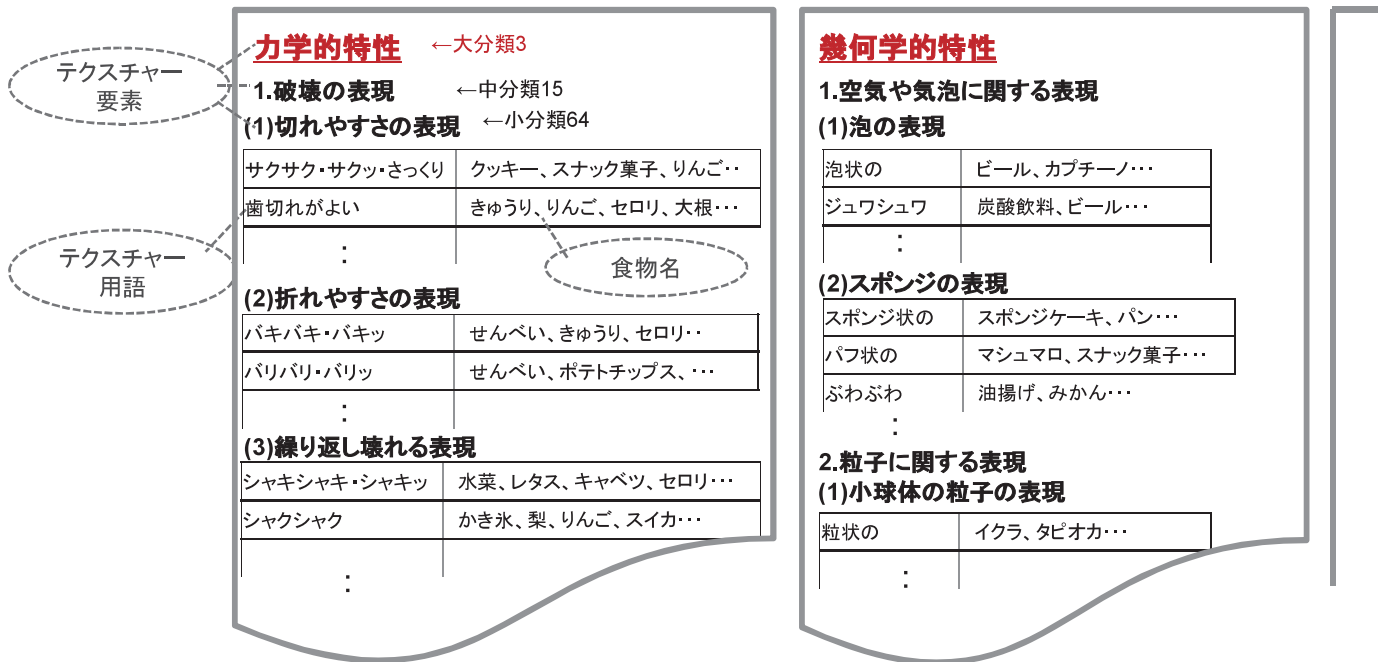 テクスチャー
要素
テクスチャー
用語
力学的特性 ←大分類3
1.破壊の表現 ←中分類15
(1)切れやすさの表現 ←小分類64
サクサク・サクッ・さっくり クッキー、スナック菓子、りんご・・
歯切れがよい きゅうり、りんご、セロリ、大根・・・
：
食物名
(2)折れやすさの表現
バキバキ・バキッ せんべい、きゅうり、セロリ・・
バリバリ・バリッ せんべい、ポテトチップス、・・・
：
(3)繰り返し壊れる表現
シャキシャキ・シャキッ 水菜、レタス、キャベツ、セロリ・・・
シャクシャク かき氷、梨、りんご、スイカ・・・
：
幾何学的特性
1.空気や気泡に関する表現
(1)泡の表現
泡状の ビール、カプチーノ・・・
ジュワシュワ 炭酸飲料、ビール・・・
：
(2)スポンジの表現
スポンジ状の スポンジケーキ、パン・・・
パフ状の マシュマロ、スナック菓子・・・
ぶわぶわ 油揚げ、みかん・・・
：
2.粒子に関する表現
(1)小球体の粒子の表現
粒状の イクラ、タピオカ・・・
：